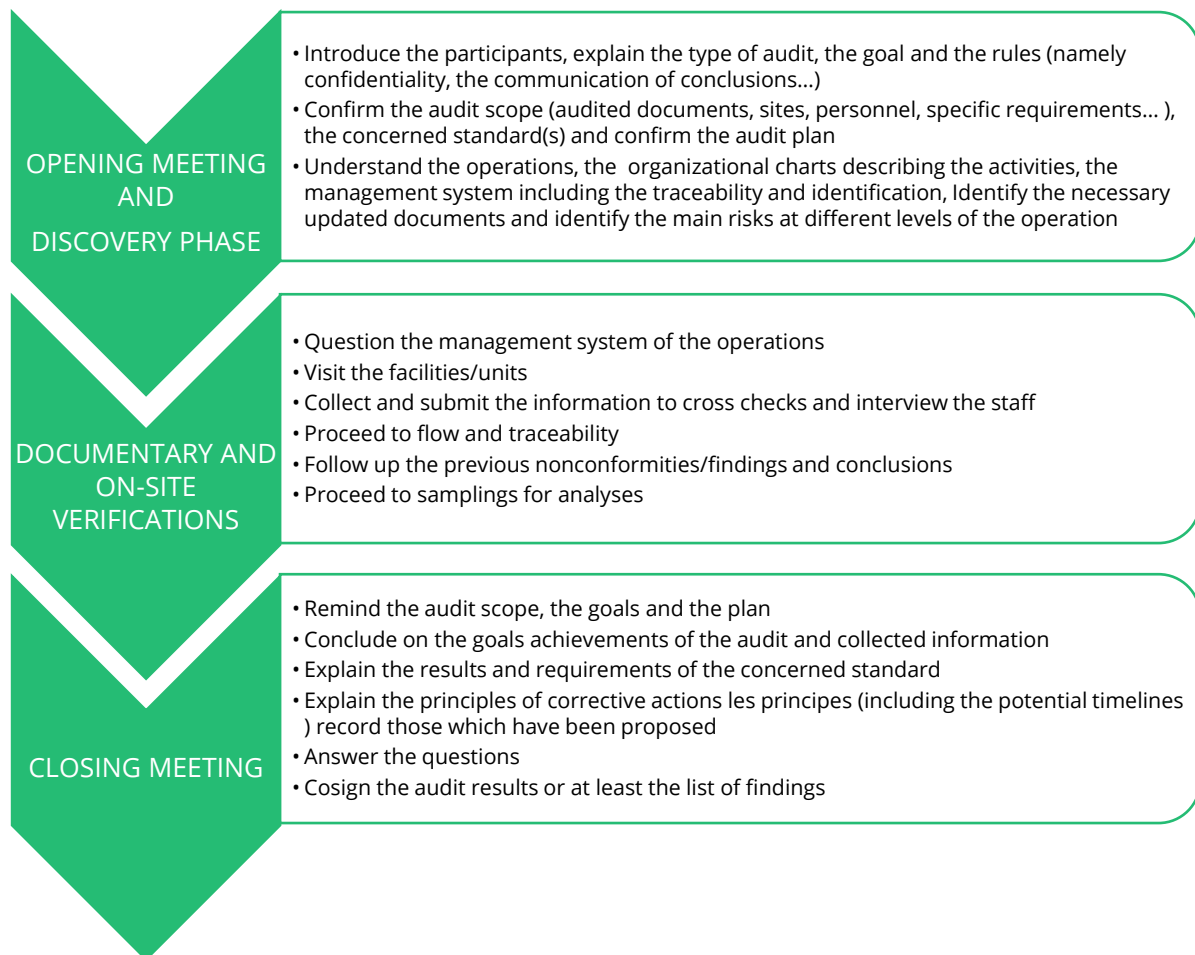 OPENING MEETING
AND
DISCOVERY PHASE
• Introduce the participants, explain the type of audit, the goal and the rules (namely
confidentiality, the communication of conclusions...)
• Confirm the audit scope (audited documents, sites, personnel, specific requirements... ),
the concerned standard(s) and confirm the audit plan
• Understand the operations, the  organizational charts describing the activities, the
management system including the traceability and identification, Identify the necessary
updated documents and identify the main risks at different levels of the operation
DOCUMENTARY AND
ON-SITE
VERIFICATIONS
• Question the management system of the operations
• Visit the facilities/units
• Collect and submit the information to cross checks and interview the staff
• Proceed to flow and traceability
• Follow up the previous nonconformities/findings and conclusions
• Proceed to samplings for analyses
CLOSING MEETING
• Remind the audit scope, the goals and the plan
• Conclude on the goals achievements of the audit and collected information
• Explain the results and requirements of the concerned standard
• Explain the principles of corrective actions les principes (including the potential timelines
) record those which have been proposed
• Answer the questions
• Cosign the audit results or at least the list of findings